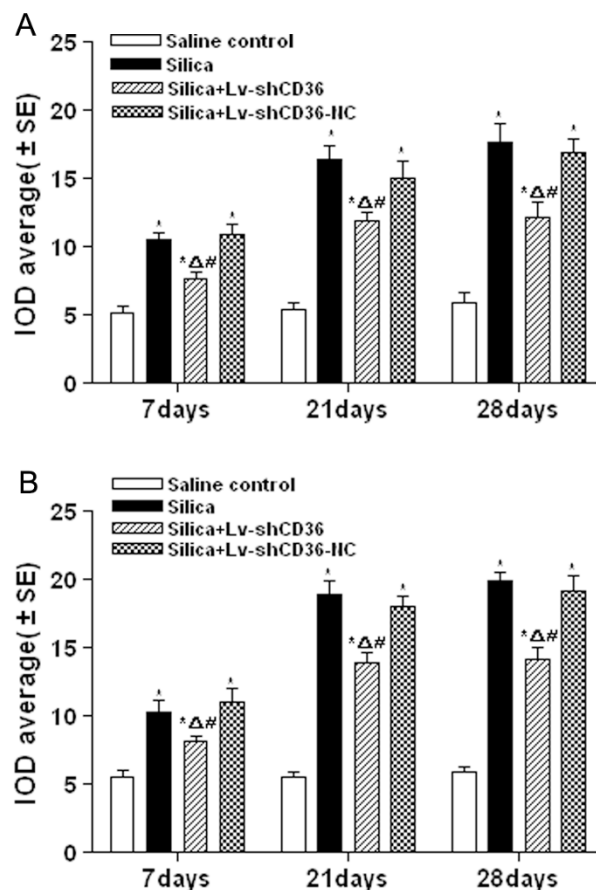 A
25
20
15
10
5
0
IOD average( ± SE)
Saline control
Silica
Silica+Lv-shCD36
Silica+Lv-shCD36-NC
*
*Δ#
*
*
*Δ#
*
*
*Δ#
*
7days 21days 28days
B
25
20
15
10
5
0
IOD average( ± SE)
Saline control
Silica
Silica+Lv-shCD36
Silica+Lv-shCD36-NC
*
*Δ#
*
*
*Δ#
*
*
*Δ#
*
7days 21days 28days